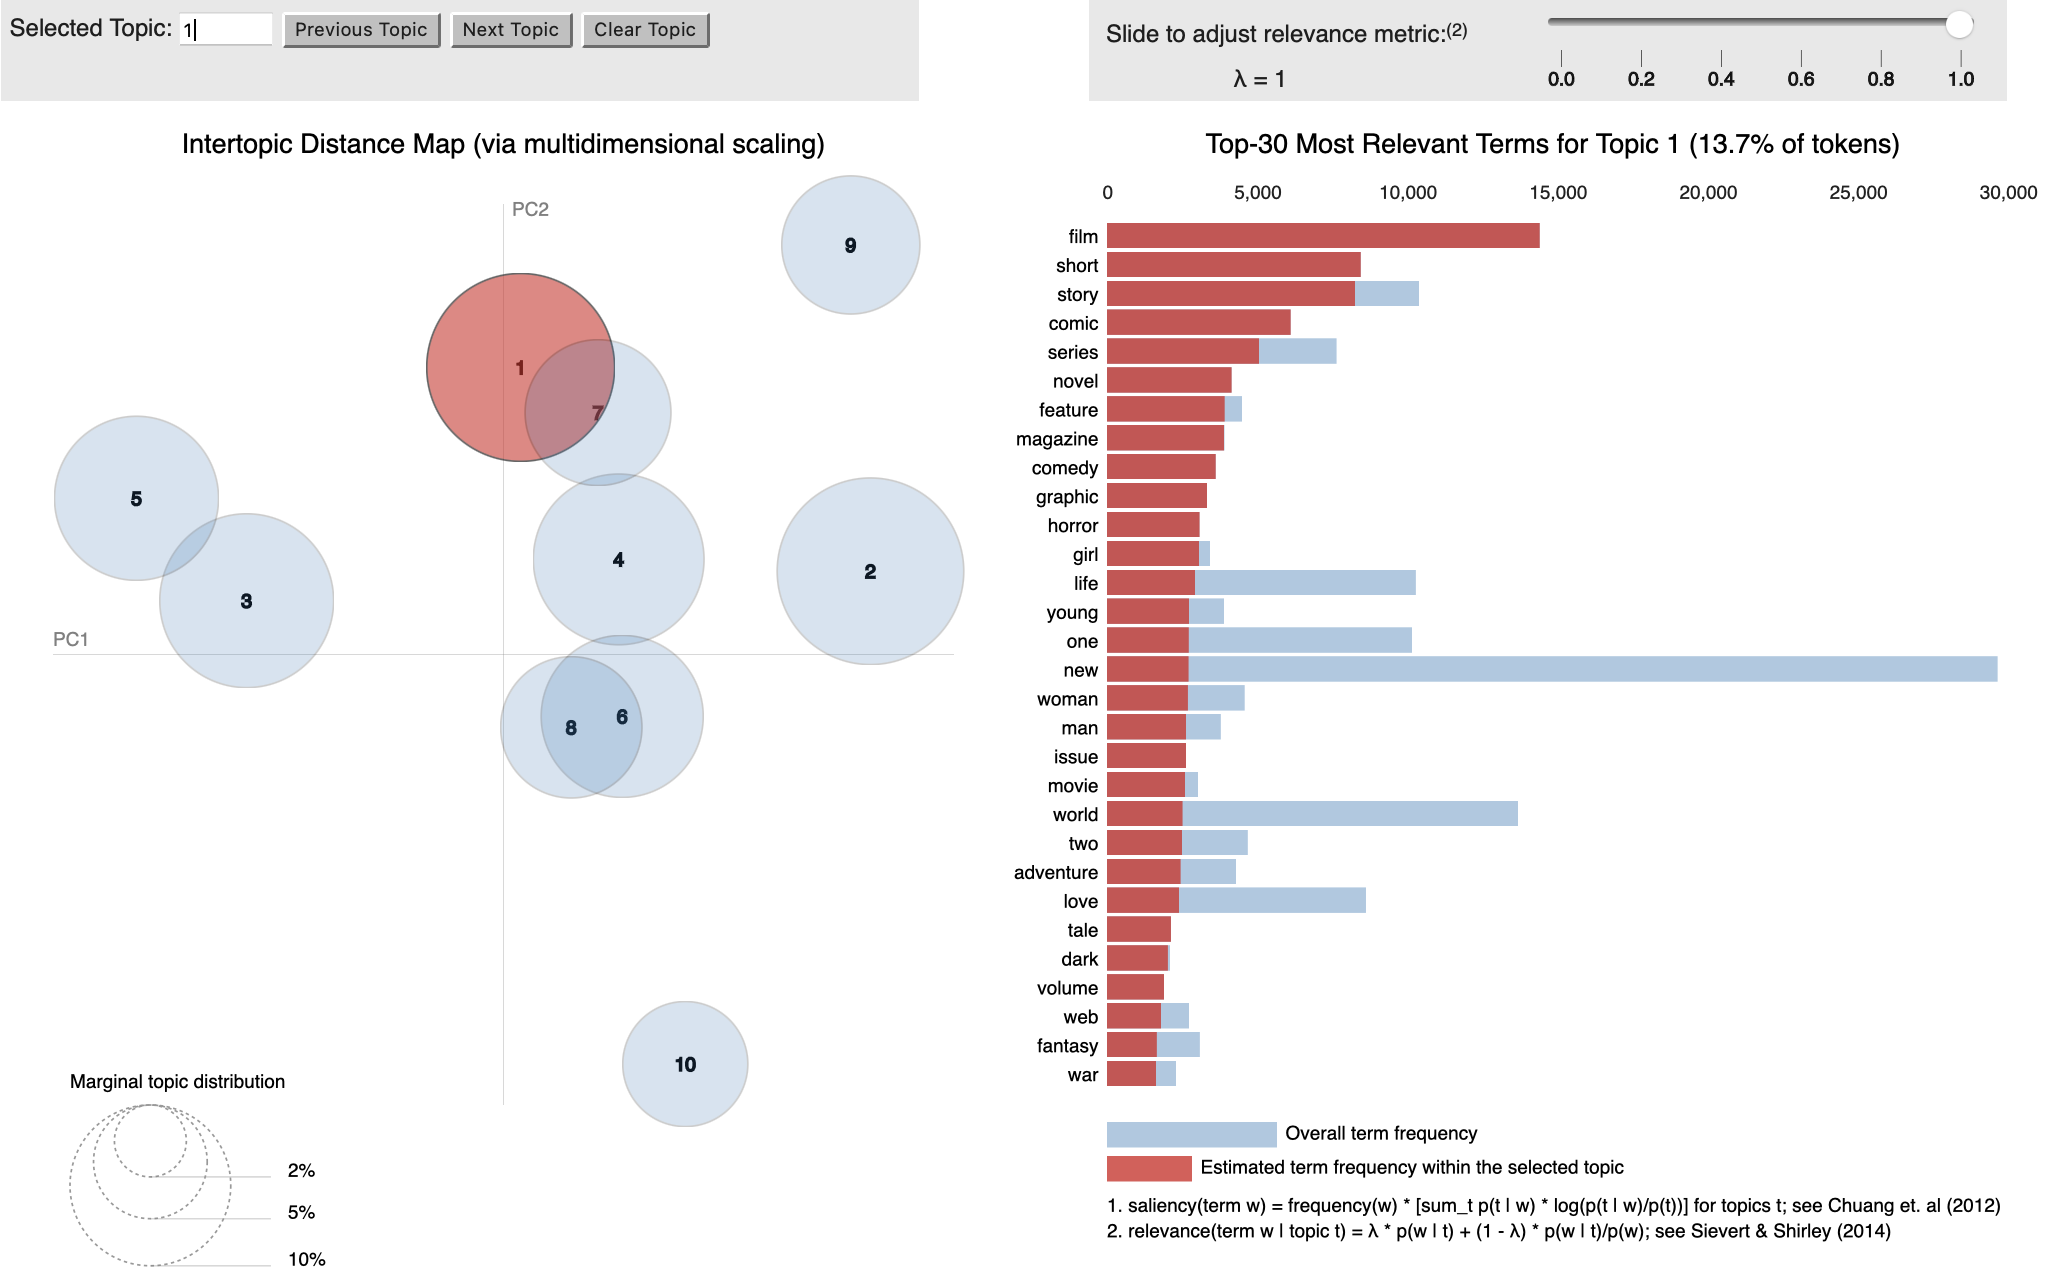 Selected Topic: 1 Previous Topic Next Topic Clear Topic
Slide to adjust relevance metric:(2)
λ = 1
0.0 0.2 0.4 0.6 0.8 1.0
Intertopic Distance Map (via multidimensional scaling)
PC2
PC1
9
1
7
5
4
2
3
6
8
10
Marginal topic distribution
2%
5%
10%
Top-30 Most Relevant Terms for Topic 1 (13.7% of tokens)
0 5,000 10,000 15,000 20,000 25,000 30,000
film
short
story
comic
series
novel
feature
magazine
comedy
graphic
horror
girl
life
young
one
new
woman
man
issue
movie
world
two
adventure
love
tale
dark
volume
web
fantasy
war
Overall term frequency
Estimated term frequency within the selected topic
1. saliency(term w) = frequency(w) * [sum_t p(t | w) * log(p(t | w)/p(t))] for topics t; see Chuang et. al (2012)
2. relevance(term w | topic t) = λ * p(w | t) + (1 - λ) * p(w | t)/p(w); see Sievert & Shirley (2014)